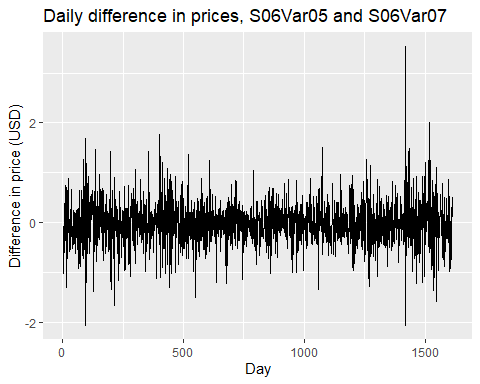 Daily difference in prices, S06Var05 and S06Var07
Difference in price (USD)
2
0
-2
0
500
1000
1500
Day